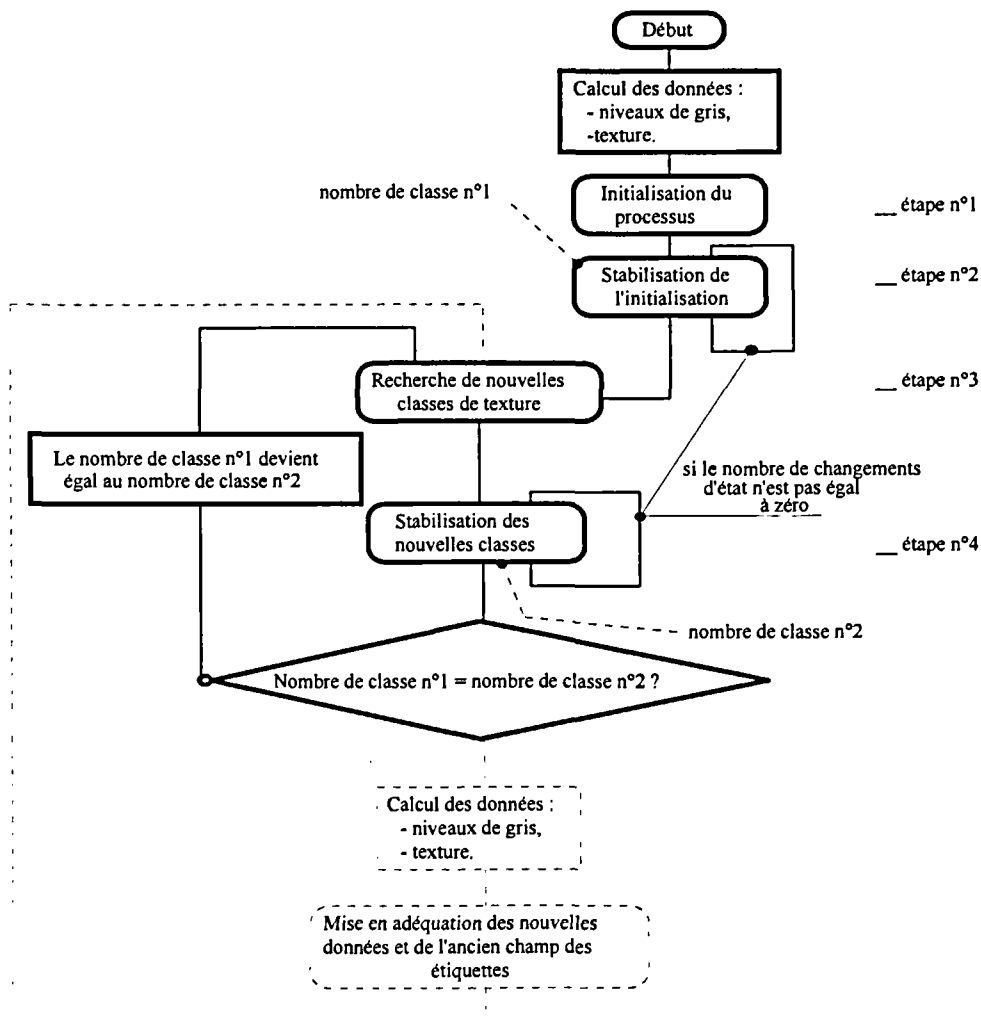 Début
Calcul des données :
- niveaux de gris,
-texture.
nombre de classe n°1
Initialisation du
processus
étape n°1
Stabilisation de
l'initialisation
étape n°2
Recherche de nouvelles
classes de texture
étape n°3
Le nombre de classe n°1 devient
égal au nombre de classe n°2
si le nombre de changements
d'état n'est pas égal
à zéro
Stabilisation des
nouvelles classes
étape n°4
nombre de classe n°2
Nombre de classe n°1 = nombre de classe n°2 ?
Calcul des données :
- niveaux de gris,
- texture.
Mise en adéquation des nouvelles
données et de l'ancien champ des
étiquettes